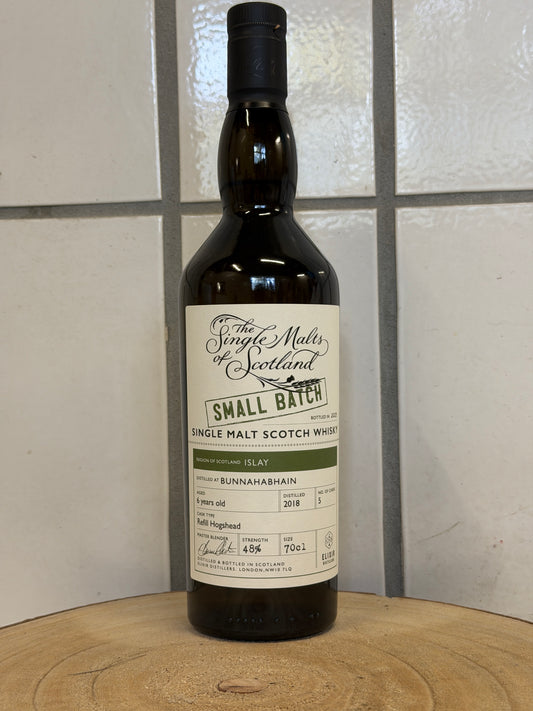 The
Single Malts
of Scotland
SMALL BATCH
BOTTLED IN
SINGLE MALT SCOTCH WHISKY
REGION OF SCOTLAND ISLAY
DISTILLED AT BUNNAHABHAIN
AGED
6 years old
DISTILLED
2018
NO. OF CASKS
5
CASK TYPE
Refill Hogshead
MASTER BLENDER
STRENGTH
48%
SIZE
70cl
ELIXIR
DISTILLERS
DISTILLED & BOTTLED IN SCOTLAND
ELIXIR DISTILLERS. LONDON, NW10 7LQ